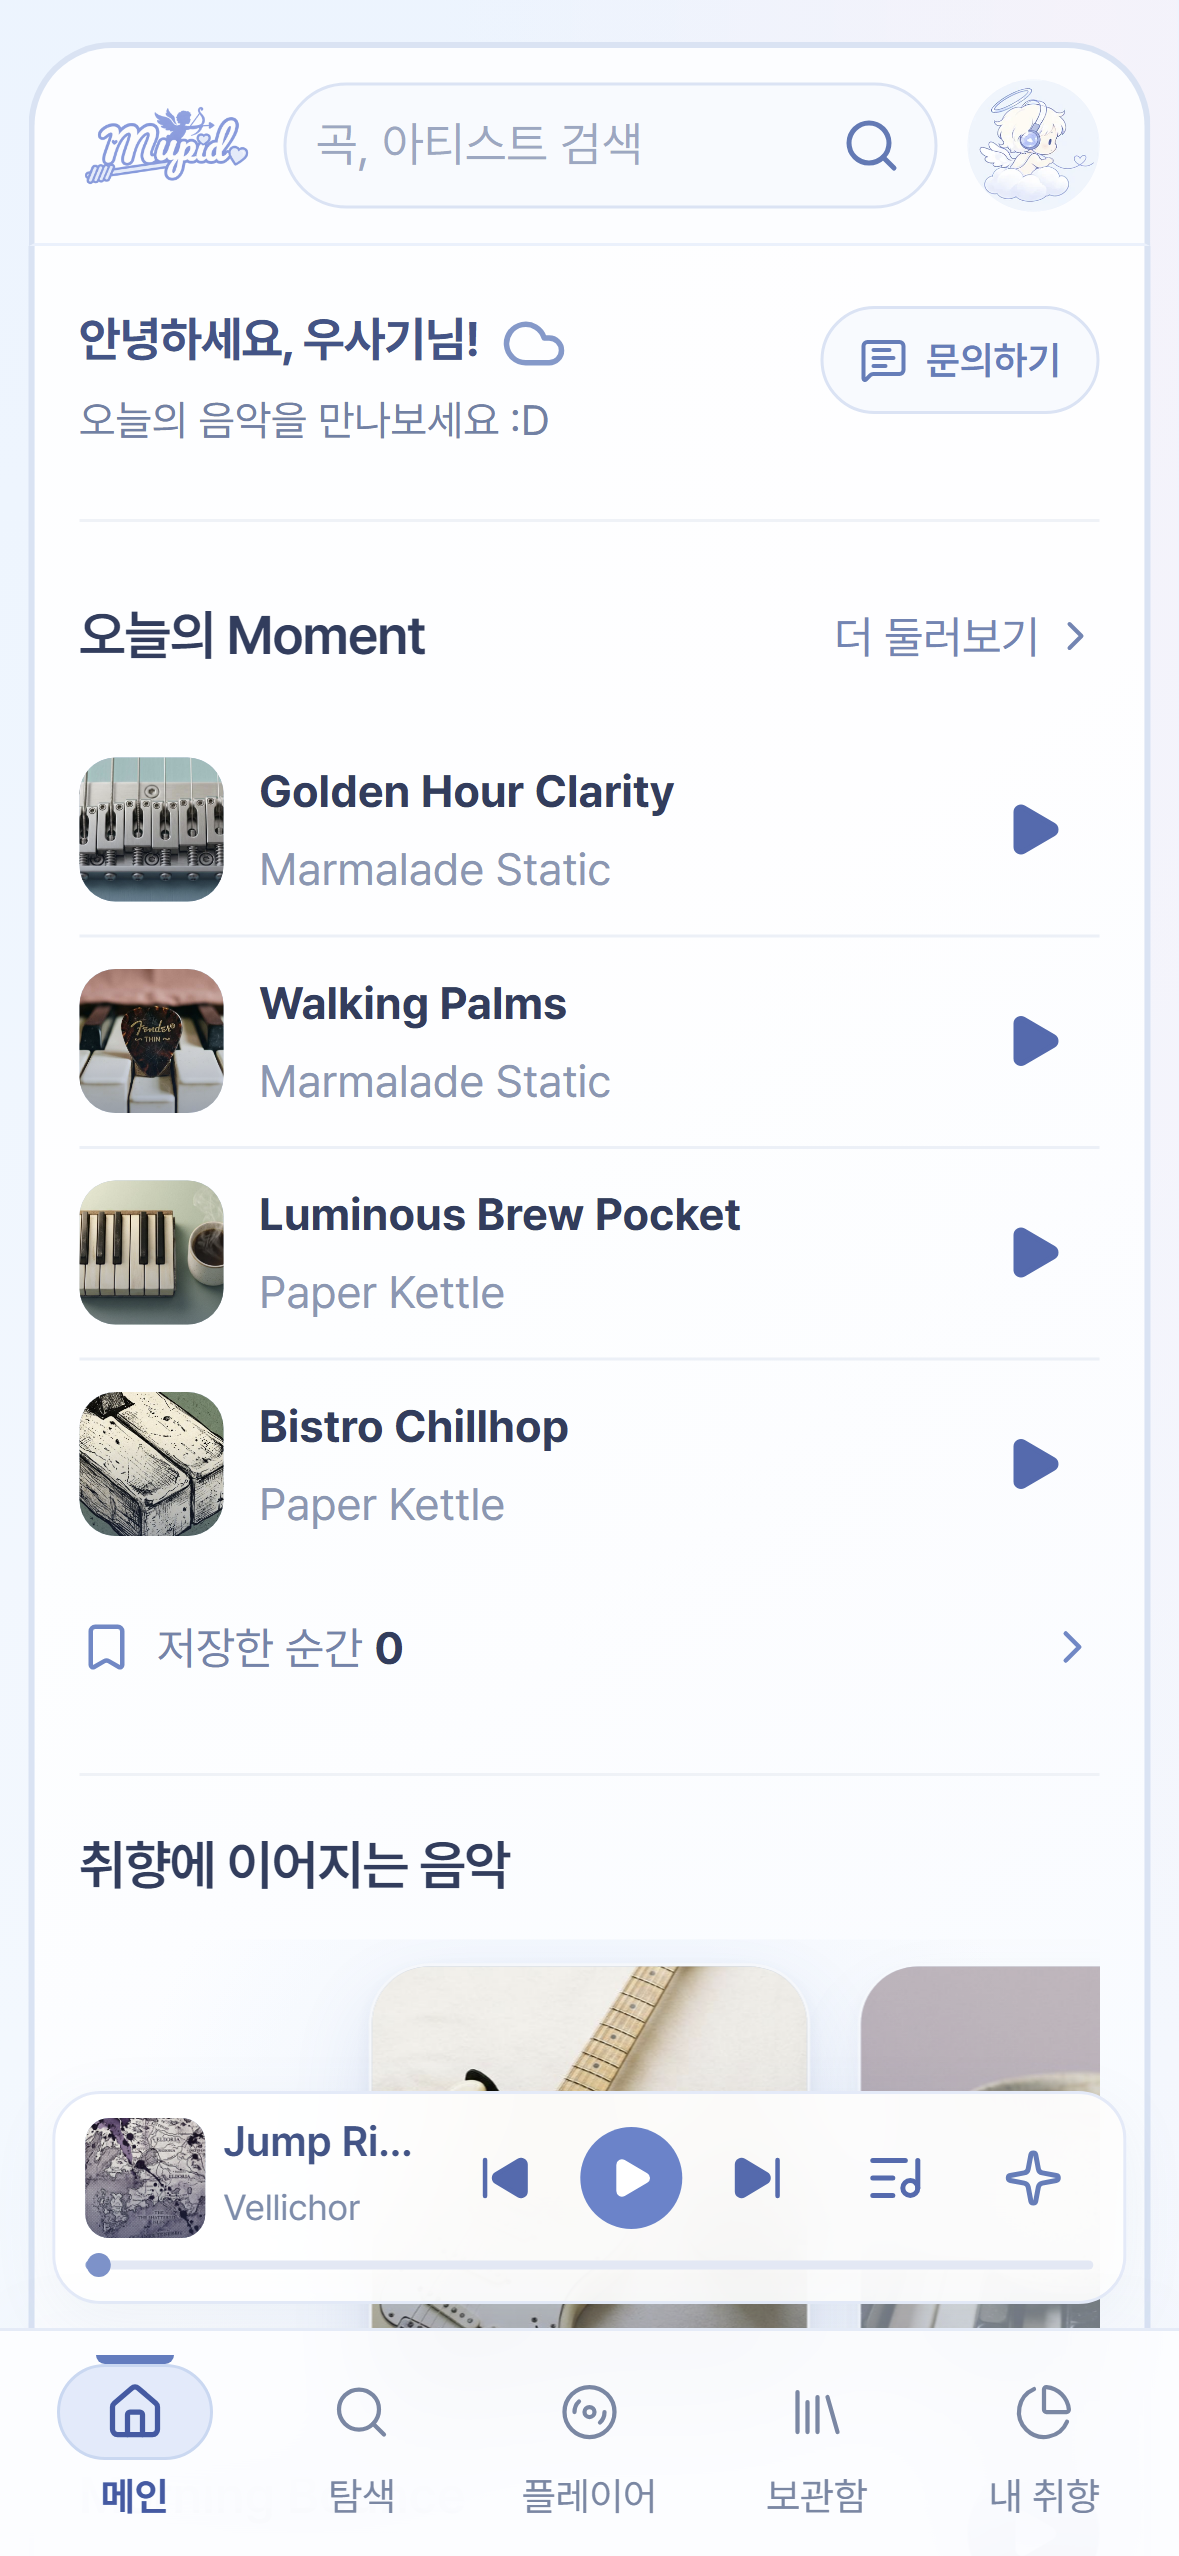 Mupid
곡, 아티스트 검색
안녕하세요, 우사기님!
오늘의 음악을 만나보세요 :D
문의하기
오늘의 Moment
더 둘러보기
Golden Hour Clarity
Marmalade Static
Walking Palms
Marmalade Static
Fender
THIN
Luminous Brew Pocket
Paper Kettle
Bistro Chillhop
Paper Kettle
저장한 순간 0
취향에 이어지는 음악
Jump Ri...
Vellichor
메인
탐색
플레이어
보관함
내 취향